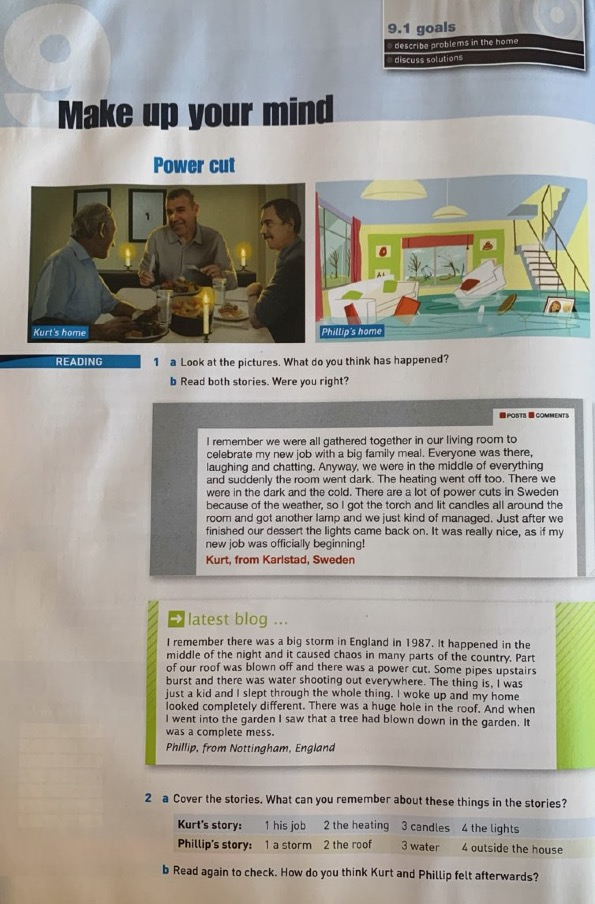 9
9.1 goals
describe problems in the home
discuss solutions
Make up your mind
Power cut
Kurt's home
Phillip's home
READING
1 a Look at the pictures. What do you think has happened?
b Read both stories. Were you right?
POSTS COMMENTS
I remember we were all gathered together in our living room to
celebrate my new job with a big family meal. Everyone was there,
laughing and chatting. Anyway, we were in the middle of everything
and suddenly the room went dark. The heating went off too. There we
were in the dark and the cold. There are a lot of power cuts in Sweden
because of the weather, so I got the torch and lit candles all around the
room and got another lamp and we just kind of managed. Just after we
finished our dessert the lights came back on. It was really nice, as if my
new job was officially beginning!
Kurt, from Karlstad, Sweden
latest blog ...
I remember there was a big storm in England in 1987. It happened in the
middle of the night and it caused chaos in many parts of the country. Part
of our roof was blown off and there was a power cut. Some pipes upstairs
burst and there was water shooting out everywhere. The thing is, I was
just a kid and I slept through the whole thing. I woke up and my home
looked completely different. There was a huge hole in the roof. And when
I went into the garden I saw that a tree had blown down in the garden. It
was a complete mess.
Phillip, from Nottingham, England
2 a Cover the stories. What can you remember about these things in the stories?
Kurt's story: 1 his job 2 the heating 3 candles 4 the lights
Phillip's story: 1 a storm 2 the roof 3 water 4 outside the house
b Read again to check. How do you think Kurt and Phillip felt afterwards?